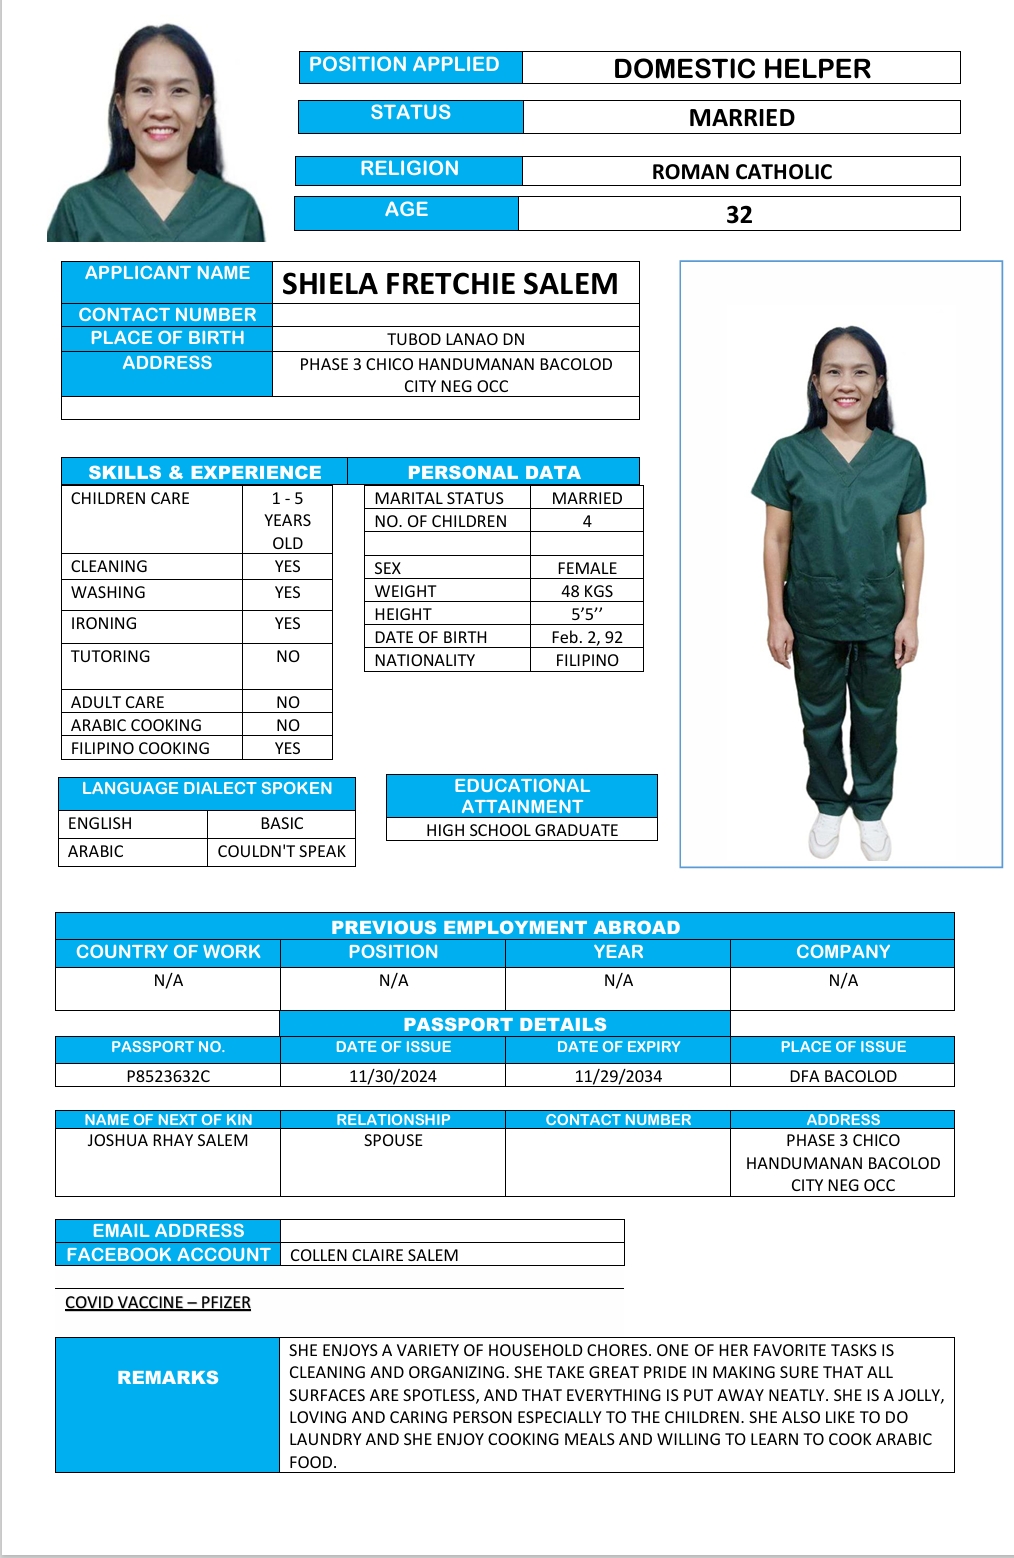 POSITION APPLIED DOMESTIC HELPER
STATUS MARRIED
RELIGION ROMAN CATHOLIC
AGE 32
APPLICANT NAME SHIELA FRETCHIE SALEM
CONTACT NUMBER
PLACE OF BIRTH TUBOD LANAO DN
ADDRESS PHASE 3 CHICO HANDUMANAN BACOLOD
CITY NEG OCC
SKILLS & EXPERIENCE
CHILDREN CARE 1 - 5
YEARS
OLD
CLEANING YES
WASHING YES
IRONING YES
TUTORING NO
ADULT CARE NO
ARABIC COOKING NO
FILIPINO COOKING YES
PERSONAL DATA
MARITAL STATUS MARRIED
NO. OF CHILDREN 4
SEX FEMALE
WEIGHT 48 KGS
HEIGHT 5’5’’
DATE OF BIRTH Feb. 2, 92
NATIONALITY FILIPINO
LANGUAGE DIALECT SPOKEN
ENGLISH BASIC
ARABIC COULDN'T SPEAK
EDUCATIONAL
ATTAINMENT
HIGH SCHOOL GRADUATE
PREVIOUS EMPLOYMENT ABROAD
COUNTRY OF WORK POSITION YEAR COMPANY
N/A N/A N/A N/A
PASSPORT DETAILS
PASSPORT NO. DATE OF ISSUE DATE OF EXPIRY PLACE OF ISSUE
P8523632C 11/30/2024 11/29/2034 DFA BACOLOD
NAME OF NEXT OF KIN RELATIONSHIP CONTACT NUMBER ADDRESS
JOSHUA RHAY SALEM SPOUSE PHASE 3 CHICO
HANDUMANAN BACOLOD
CITY NEG OCC
EMAIL ADDRESS
FACEBOOK ACCOUNT COLLEN CLAIRE SALEM
COVID VACCINE – PFIZER
REMARKS
SHE ENJOYS A VARIETY OF HOUSEHOLD CHORES. ONE OF HER FAVORITE TASKS IS
CLEANING AND ORGANIZING. SHE TAKE GREAT PRIDE IN MAKING SURE THAT ALL
SURFACES ARE SPOTLESS, AND THAT EVERYTHING IS PUT AWAY NEATLY. SHE IS A JOLLY,
LOVING AND CARING PERSON ESPECIALLY TO THE CHILDREN. SHE ALSO LIKE TO DO
LAUNDRY AND SHE ENJOY COOKING MEALS AND WILLING TO LEARN TO COOK ARABIC
FOOD.